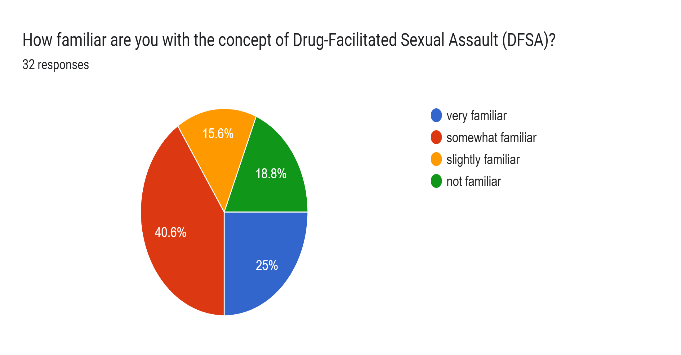 How familiar are you with the concept of Drug-Facilitated Sexual Assault (DFSA)?
32 responses
very familiar
somewhat familiar
slightly familiar
not familiar
15.6%
18.8%
40.6%
25%